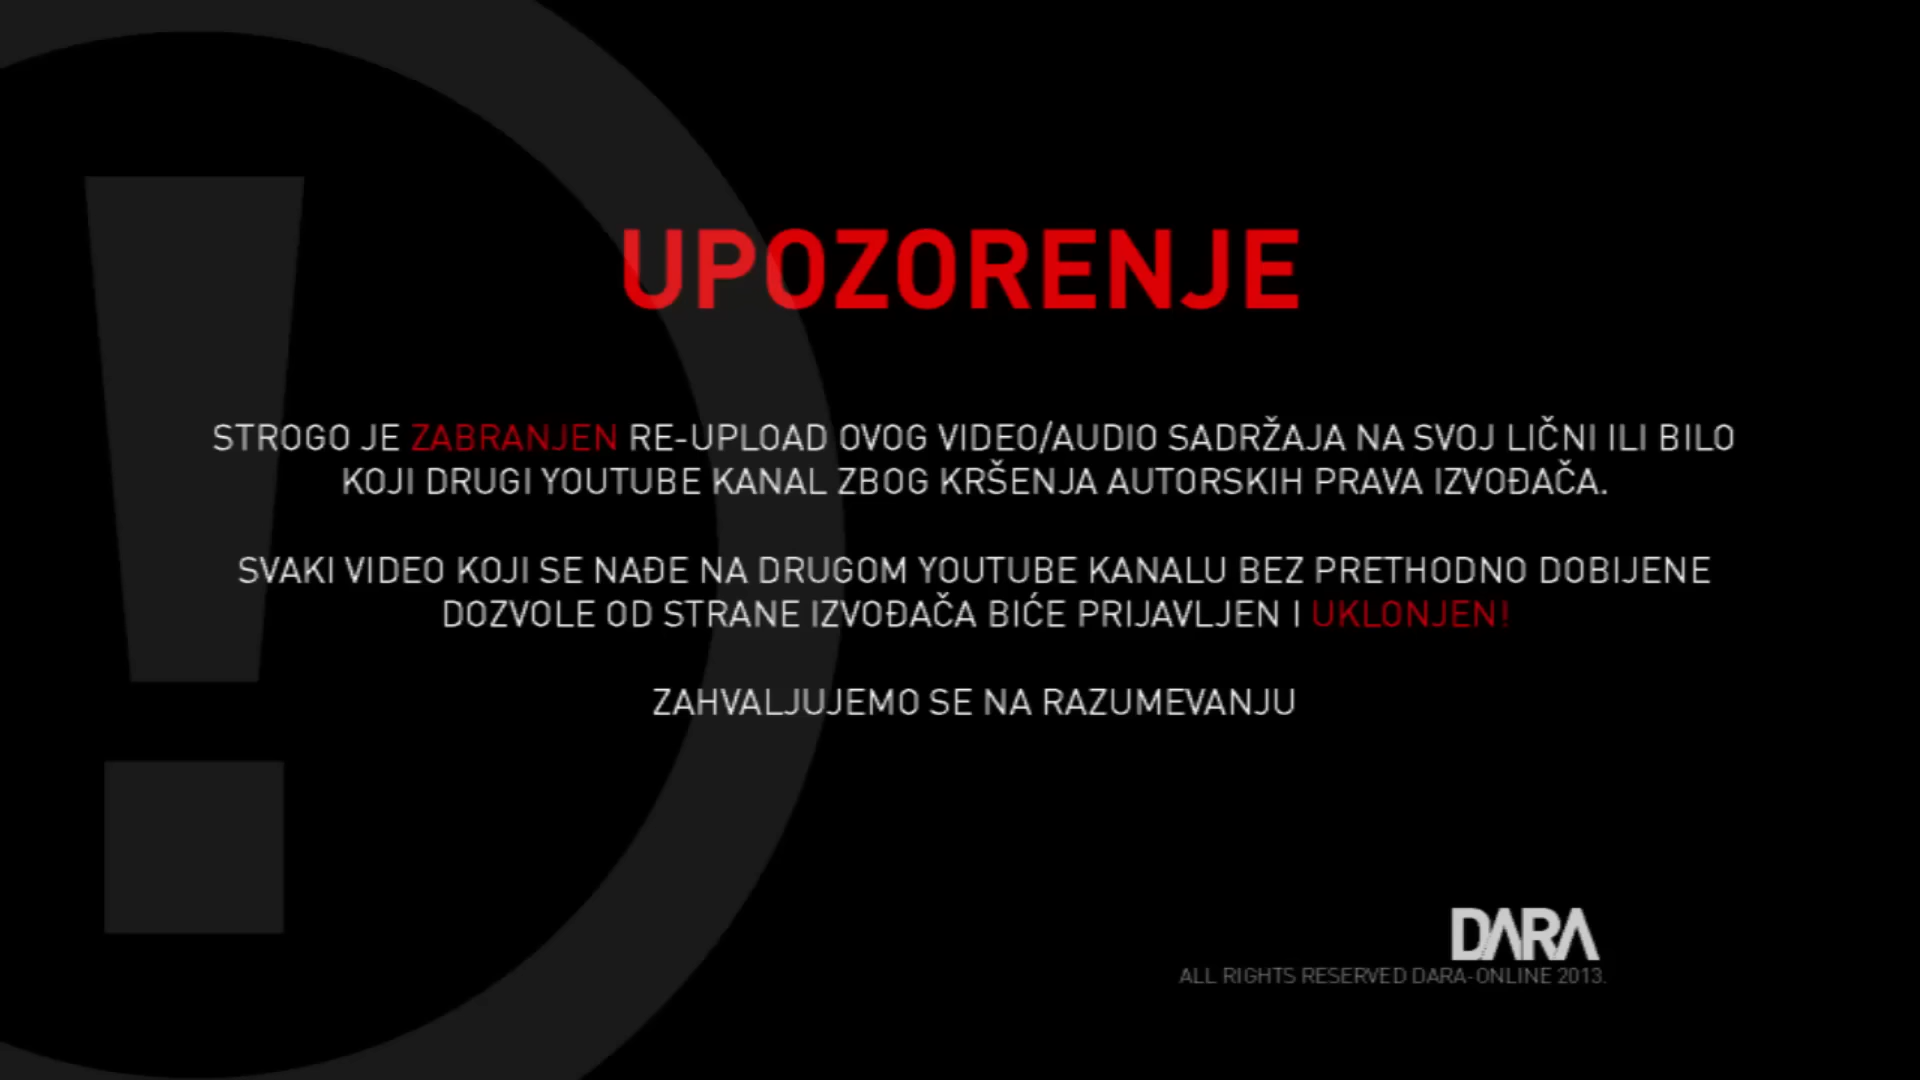 UPOZORENJE
STROGO JE ZABRANJEN RE-UPLOAD OVOG VIDEO/AUDIO SADRŽAJA NA SVOJ LIČNI ILI BILO
KOJI DRUGI YOUTUBE KANAL ZBOG KRŠENJA AUTORSKIH PRAVA IZVOĐAČA.
SVAKI VIDEO KOJI SE NAĐE NA DRUGOM YOUTUBE KANALU BEZ PRETHODNO DOBIJENE
DOZVOLE OD STRANE IZVOĐAČA BIĆE PRIJAVLJEN I UKLONJEN!
ZAHVALJUJEMO SE NA RAZUMEVANJU
DARA
ALL RIGHTS RESERVED DARA-ONLINE 2013.